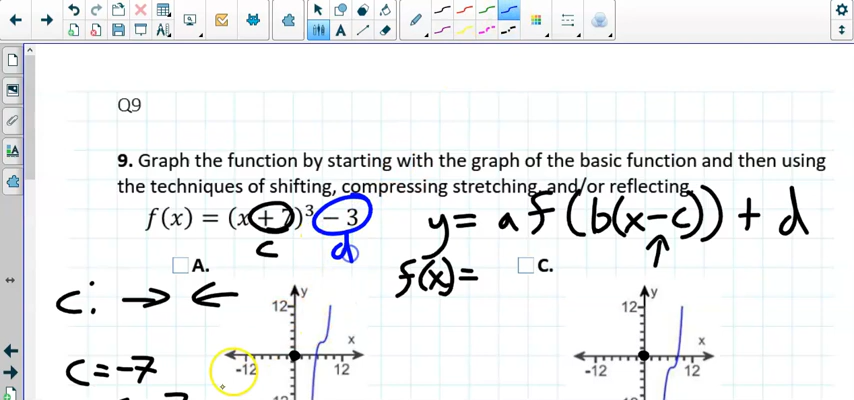 Q9
9. Graph the function by starting with the graph of the basic function and then using
the techniques of shifting, compressing stretching, and/or reflecting.
f(x) = (x + 7)³ − 3
y = a f(b(x − c)) + d
c
d
A.
f(x) =
C.
c: → ←
12
y
x
-12
12
12
y
x
-12
12
c = −7